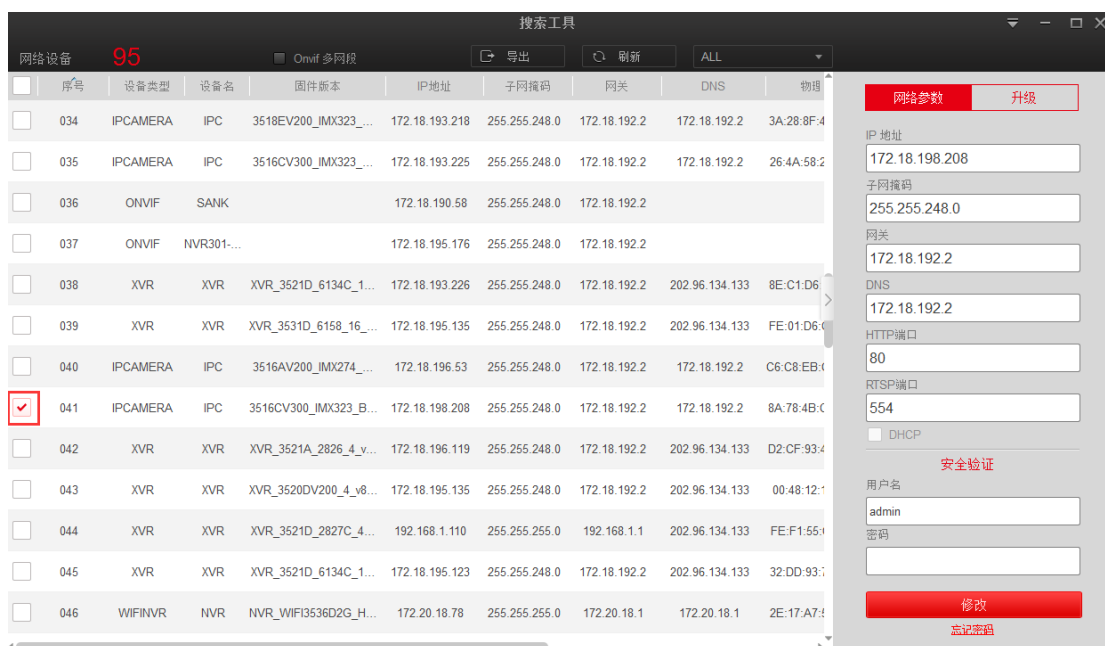 搜索工具
网络设备 95 Onvif 多网段 导出 刷新 ALL
序号 设备类型 设备名 固件版本 IP地址 子网掩码 网关 DNS 物理
034 IPCAMERA IPC 3518EV200_IMX323_... 172.18.193.218 255.255.248.0 172.18.192.2 172.18.192.2 3A:28:8F:4
035 IPCAMERA IPC 3516CV300_IMX323_... 172.18.193.225 255.255.248.0 172.18.192.2 172.18.192.2 26:4A:58:2
036 ONVIF SANK 172.18.190.58 255.255.248.0 172.18.192.2
037 ONVIF NVR301-... 172.18.195.176 255.255.248.0 172.18.192.2
038 XVR XVR XVR_3521D_6134C_1... 172.18.193.226 255.255.248.0 172.18.192.2 202.96.134.133 8E:C1:D6:
039 XVR XVR XVR_3531D_6158_16_... 172.18.195.135 255.255.248.0 172.18.192.2 202.96.134.133 FE:01:D6:
040 IPCAMERA IPC 3516AV200_IMX274_... 172.18.196.53 255.255.248.0 172.18.192.2 172.18.192.2 C6:C8:EB:
041 IPCAMERA IPC 3516CV300_IMX323_B... 172.18.198.208 255.255.248.0 172.18.192.2 172.18.192.2 8A:78:4B:
042 XVR XVR XVR_3521A_2826_4_v... 172.18.196.119 255.255.248.0 172.18.192.2 202.96.134.133 D2:CF:93:4
043 XVR XVR XVR_3520DV200_4_v8... 172.18.195.135 255.255.248.0 172.18.192.2 202.96.134.133 00:48:12:
044 XVR XVR XVR_3521D_2827C_4... 192.168.1.110 255.255.255.0 192.168.1.1 202.96.134.133 FE:F1:55:
045 XVR XVR XVR_3521D_6134C_1... 172.18.195.123 255.255.248.0 172.18.192.2 202.96.134.133 32:DD:93:
046 WIFINVR NVR NVR_WIFI3536D2G_H... 172.20.18.78 255.255.255.0 172.20.18.1 172.20.18.1 2E:17:A7:
网络参数 升级
IP 地址
172.18.198.208
子网掩码
255.255.248.0
网关
172.18.192.2
DNS
172.18.192.2
HTTP端口
80
RTSP端口
554
DHCP
安全验证
用户名
admin
密码
修改
忘记密码